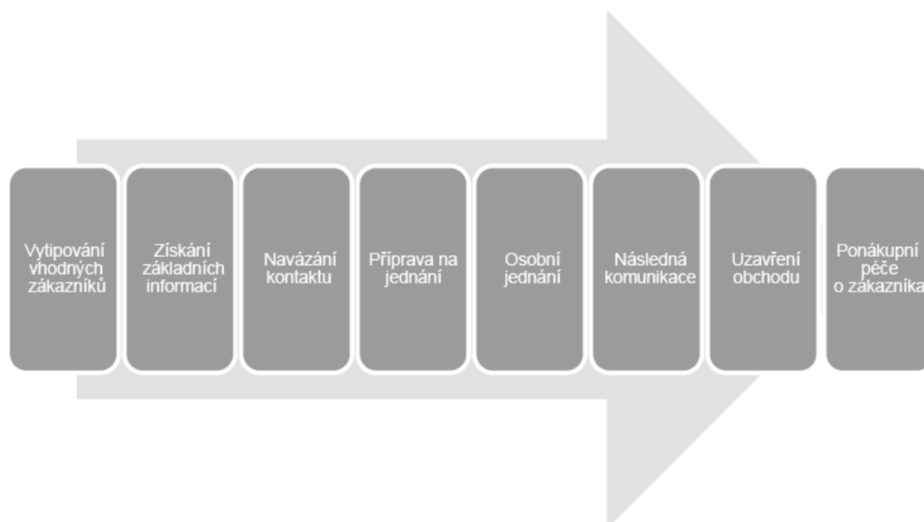 Vytipování
vhodných
zákazníků
Získání
základních
informací
Navázání
kontaktu
Příprava na
jednání
Osobní
jednání
Následná
komunikace
Uzavření
obchodu
Ponákupní
péče
o zákazníka